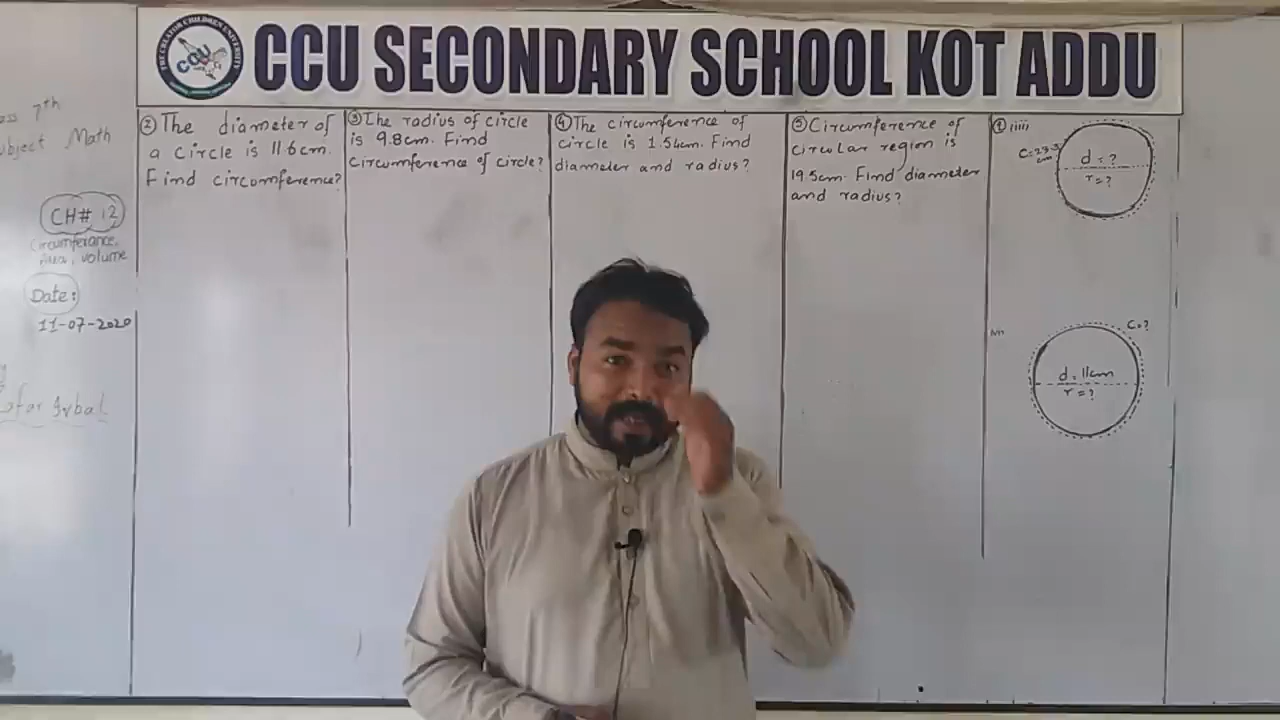 CCU SECONDARY SCHOOL KOT ADDU
CCU
7th
Math
CH# 12
Circumferance,
Area, volume
Date:
11-07-2020
② The diameter of
a circle is 11.6cm.
Find circumference?
③ The radius of circle
is 9.8cm. Find
circumference of circle?
④ The circumference of
circle is 1.54cm. Find
diameter and radius?
⑤ Circumference of
circular region is
19.5cm. Find diameter
and radius?
① iiii
d = ?
r = ?
C = ?
d = 11cm
r = ?